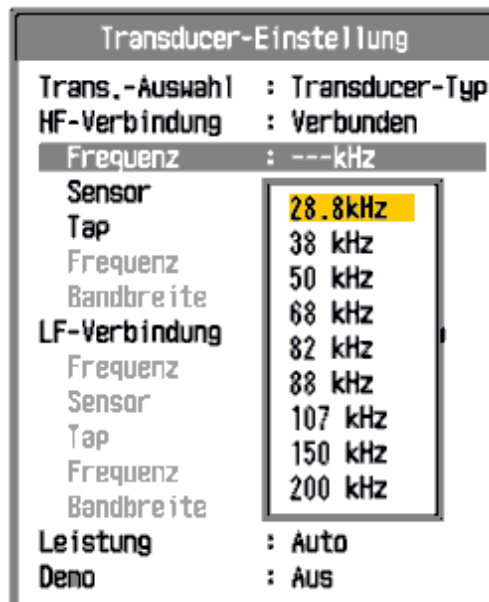 Transducer-Einstellung
Trans.-Auswahl : Transducer-Typ
HF-Verbindung : Verbunden
Frequenz : ---kHz
Sensor
Tap
Frequenz
Bandbreite
LF-Verbindung
Frequenz
Sensor
Tap
Frequenz
Bandbreite
28.8kHz
38 kHz
50 kHz
68 kHz
82 kHz
88 kHz
107 kHz
150 kHz
200 kHz
Leistung : Auto
Demo : Aus